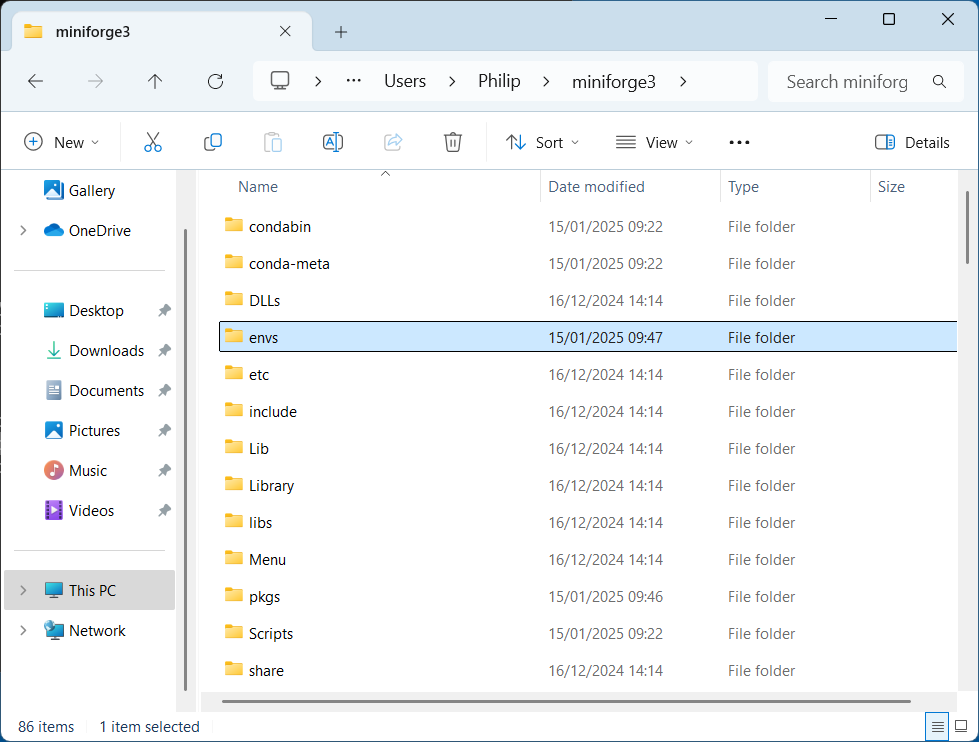 miniforge3
… Users Philip miniforge3 Search miniforg
New Sort View ••• Details
Gallery
OneDrive
Desktop
Downloads
Documents
Pictures
Music
Videos
This PC
Network
Name Date modified Type Size
condabin 15/01/2025 09:22 File folder
conda-meta 15/01/2025 09:22 File folder
DLLs 16/12/2024 14:14 File folder
envs 15/01/2025 09:47 File folder
etc 16/12/2024 14:14 File folder
include 16/12/2024 14:14 File folder
Lib 16/12/2024 14:14 File folder
Library 16/12/2024 14:14 File folder
libs 16/12/2024 14:14 File folder
Menu 16/12/2024 14:14 File folder
pkgs 15/01/2025 09:46 File folder
Scripts 15/01/2025 09:22 File folder
share 16/12/2024 14:14 File folder
86 items 1 item selected